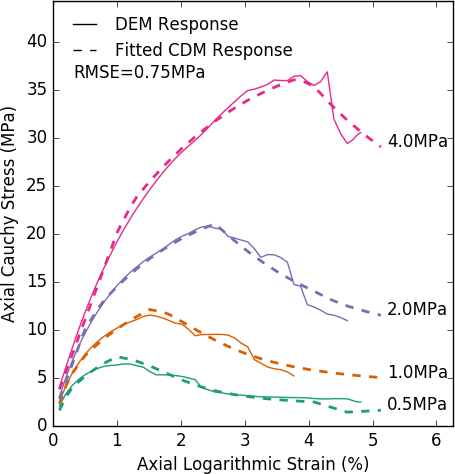 DEM Response
Fitted CDM Response
RMSE=0.75MPa
40
35
30
25
20
15
10
5
0
Axial Cauchy Stress (MPa)
4.0MPa
2.0MPa
1.0MPa
0.5MPa
0 1 2 3 4 5 6
Axial Logarithmic Strain (%)